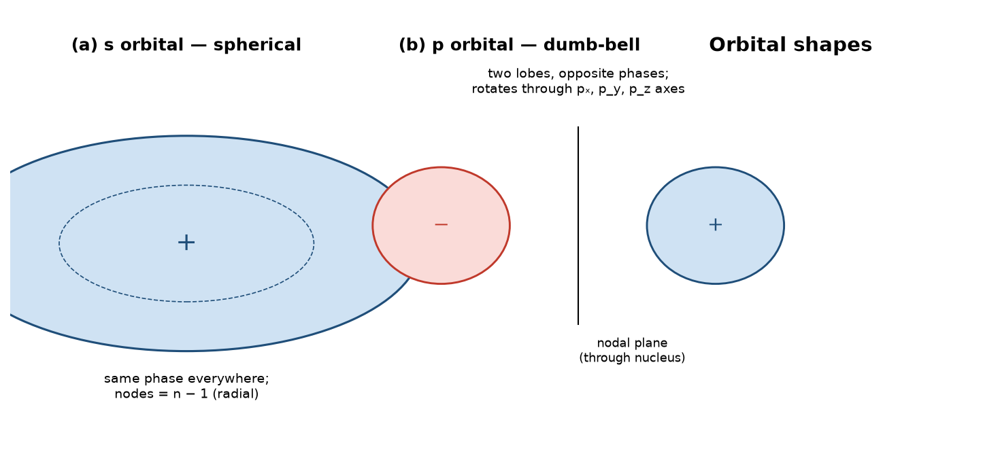 (a) s orbital — spherical
(b) p orbital — dumb-bell
Orbital shapes
two lobes, opposite phases;
rotates through pₓ, p_y, p_z axes
+
−
+
nodal plane
(through nucleus)
same phase everywhere;
nodes = n − 1 (radial)